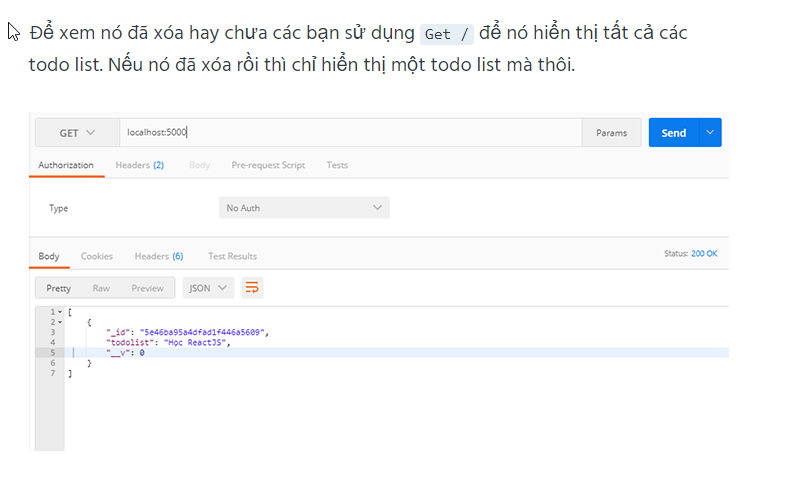 Để xem nó đã xóa hay chưa các bạn sử dụng Get / để nó hiển thị tất cả các
todo list. Nếu nó đã xóa rồi thì chỉ hiển thị một todo list mà thôi.
GET localhost:5000 Params Send
Authorization Headers (2) Body Pre-request Script Tests
Type No Auth
Body Cookies Headers (6) Test Results Status: 200 OK
Pretty Raw Preview JSON
1 [
2 {
3 "_id": "5e46ba95a4dfad1f446a5609",
4 "todolist": "Học ReactJS",
5 "__v": 0
6 }
7 ]